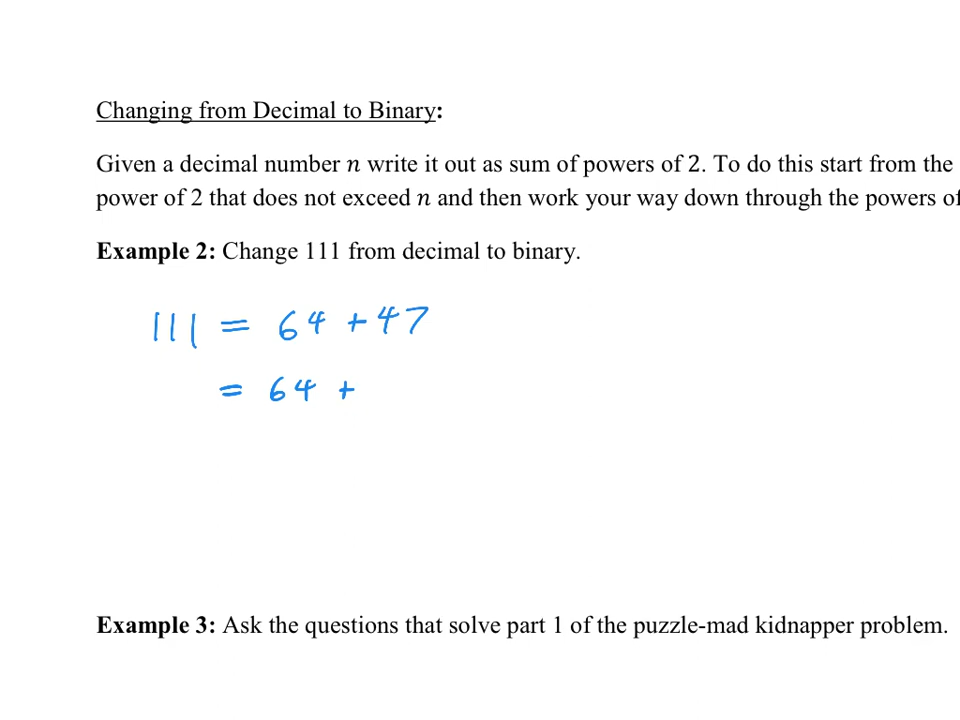 Changing from Decimal to Binary:
Given a decimal number n write it out as sum of powers of 2. To do this start from the
power of 2 that does not exceed n and then work your way down through the powers of
Example 2: Change 111 from decimal to binary.
111 = 64 + 47
= 64 +
Example 3: Ask the questions that solve part 1 of the puzzle-mad kidnapper problem.